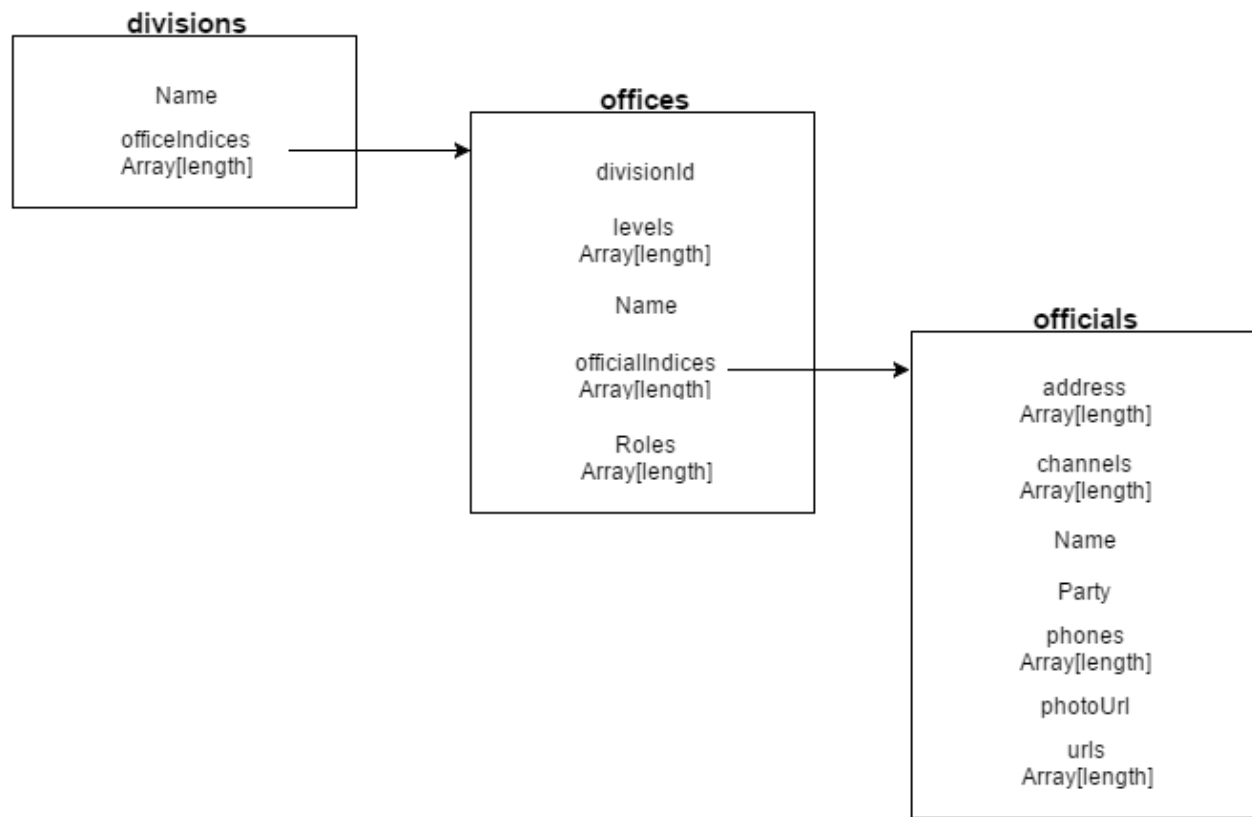 divisions
Name
officeIndices
Array[length]
offices
divisionId
levels
Array[length]
Name
officialIndices
Array[length]
Roles
Array[length]
officials
address
Array[length]
channels
Array[length]
Name
Party
phones
Array[length]
photoUrl
urls
Array[length]